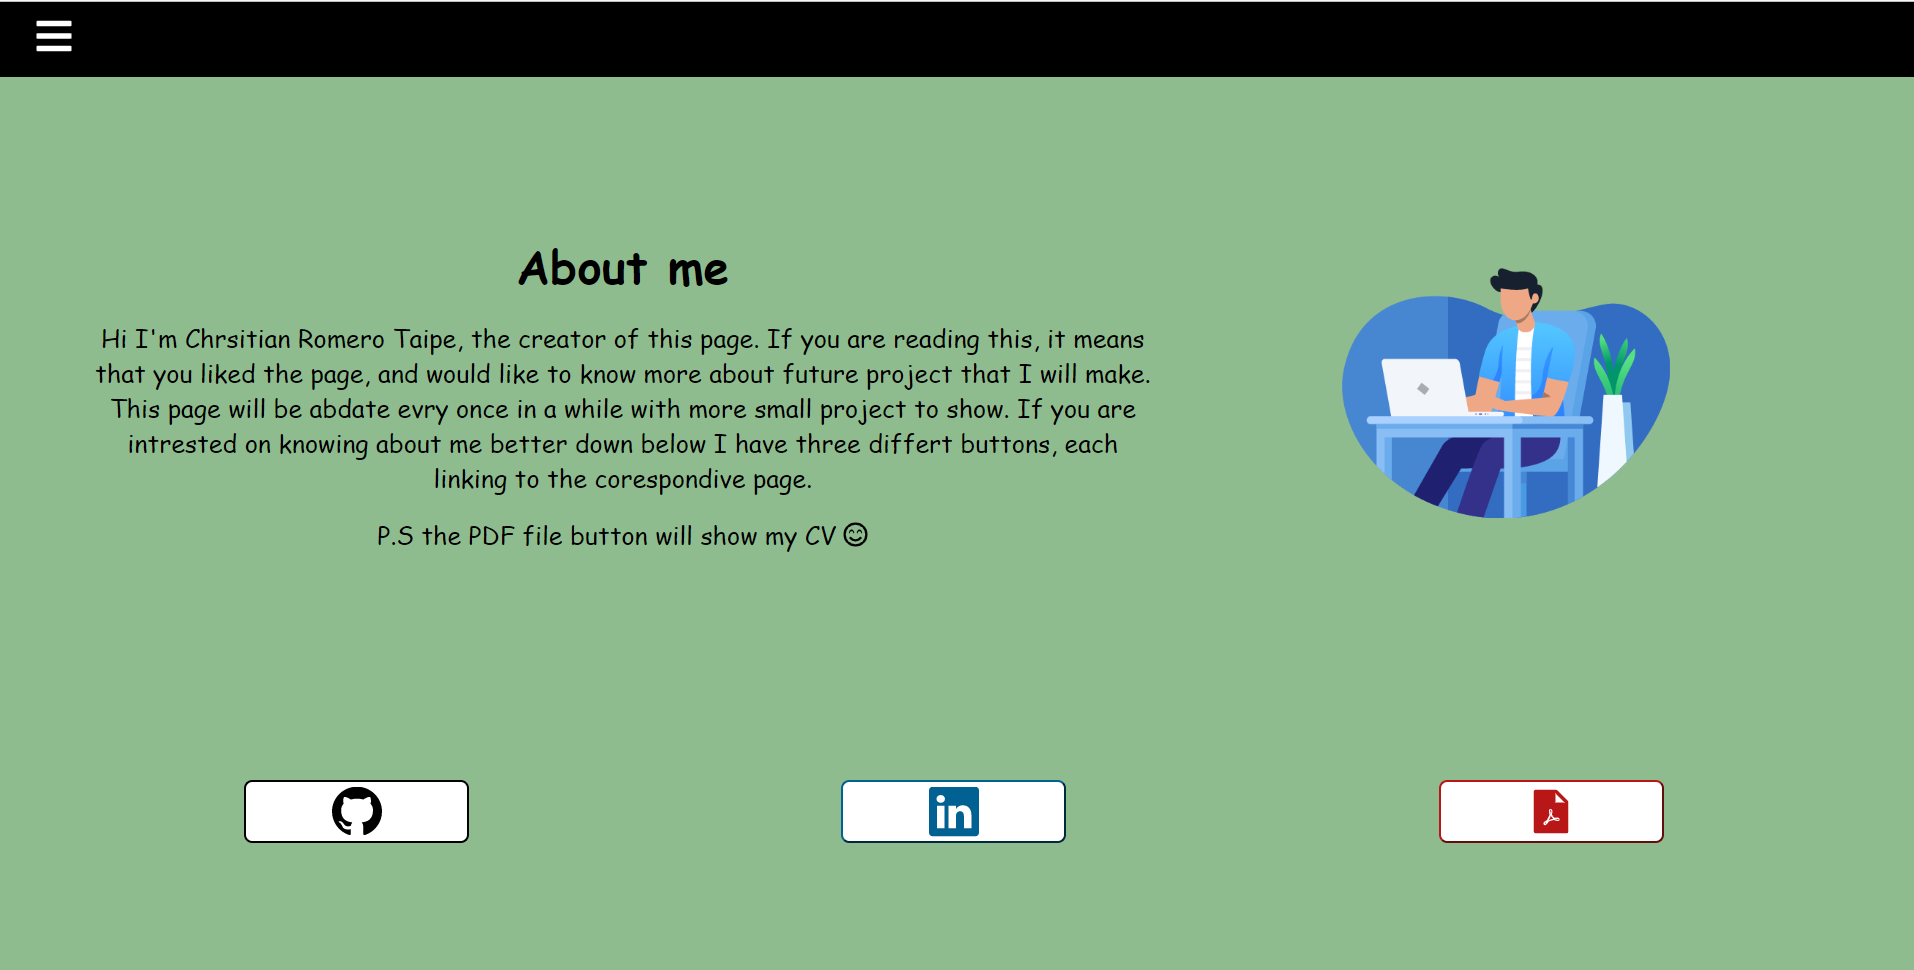 About me
Hi I'm Chrsitian Romero Taipe, the creator of this page. If you are reading this, it means
that you liked the page, and would like to know more about future project that I will make.
This page will be abdate evry once in a while with more small project to show. If you are
intrested on knowing about me better down below I have three differt buttons, each
linking to the corespondive page.
P.S the PDF file button will show my CV 😊
in